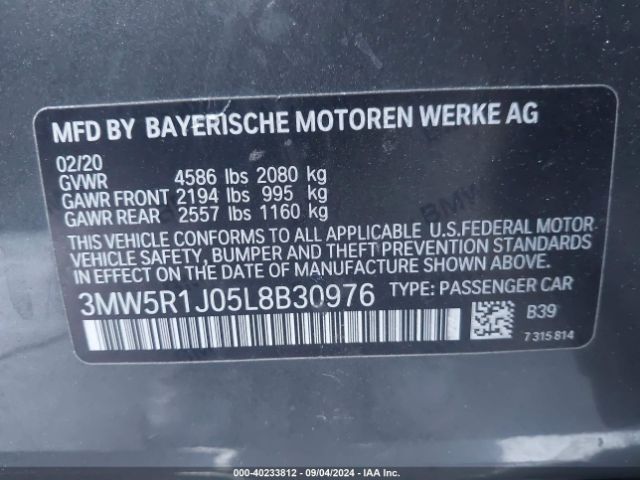 MFD BY BAYERISCHE MOTOREN WERKE AG
02/20
GVWR 4586 lbs 2080 kg
GAWR FRONT 2194 lbs 995 kg
GAWR REAR 2557 lbs 1160 kg
THIS VEHICLE CONFORMS TO ALL APPLICABLE U.S.FEDERAL MOTOR
VEHICLE SAFETY, BUMPER AND THEFT PREVENTION STANDARDS
IN EFFECT ON THE DATE OF MANUFACTURE SHOWN ABOVE.
3MW5R1J05L8B30976 TYPE: PASSENGER CAR
B39
7 315 814
000-40233812 - 09/04/2024 - IAA Inc.